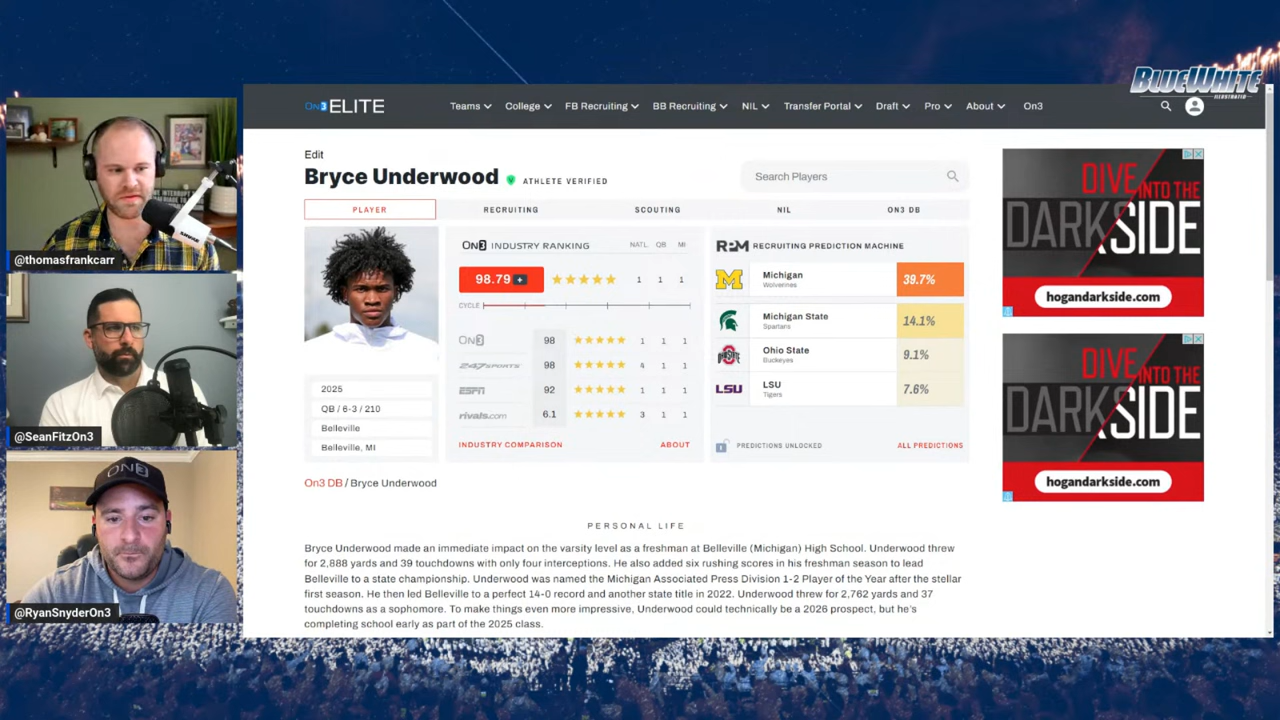 BLUEWHITE
ILLUSTRATED
On3 ELITE
Teams College FB Recruiting BB Recruiting NIL Transfer Portal Draft Pro About On3
Edit
Bryce Underwood ATHLETE VERIFIED
Search Players
PLAYER RECRUITING SCOUTING NIL ON3 DB
2025
QB / 6-3 / 210
Belleville
Belleville, MI
On3 INDUSTRY RANKING NATL. QB MI
98.79 + 1 1 1
CYCLE
On3 98 1 1 1
247SPORTS 98 4 1 1
ESPN 92 1 1 1
rivals.com 6.1 3 1 1
INDUSTRY COMPARISON ABOUT
RPM RECRUITING PREDICTION MACHINE
Michigan
Wolverines
39.7%
Michigan State
Spartans
14.1%
Ohio State
Buckeyes
9.1%
LSU LSU
Tigers
7.6%
PREDICTIONS UNLOCKED ALL PREDICTIONS
On3 DB / Bryce Underwood
PERSONAL LIFE
Bryce Underwood made an immediate impact on the varsity level as a freshman at Belleville (Michigan) High School. Underwood threw
for 2,888 yards and 39 touchdowns with only four interceptions. He also added six rushing scores in his freshman season to lead
Belleville to a state championship. Underwood was named the Michigan Associated Press Division 1-2 Player of the Year after the stellar
first season. He then led Belleville to a perfect 14-0 record and another state title in 2022. Underwood threw for 2,762 yards and 37
touchdowns as a sophomore. To make things even more impressive, Underwood could technically be a 2026 prospect, but he's
completing school early as part of the 2025 class.
DIVE
INTO THE
DARKSIDE
hogandarkside.com
DIVE
INTO THE
DARKSIDE
hogandarkside.com
@thomasfrankcarr
@SeanFitzOn3
ON3
@RyanSnyderOn3